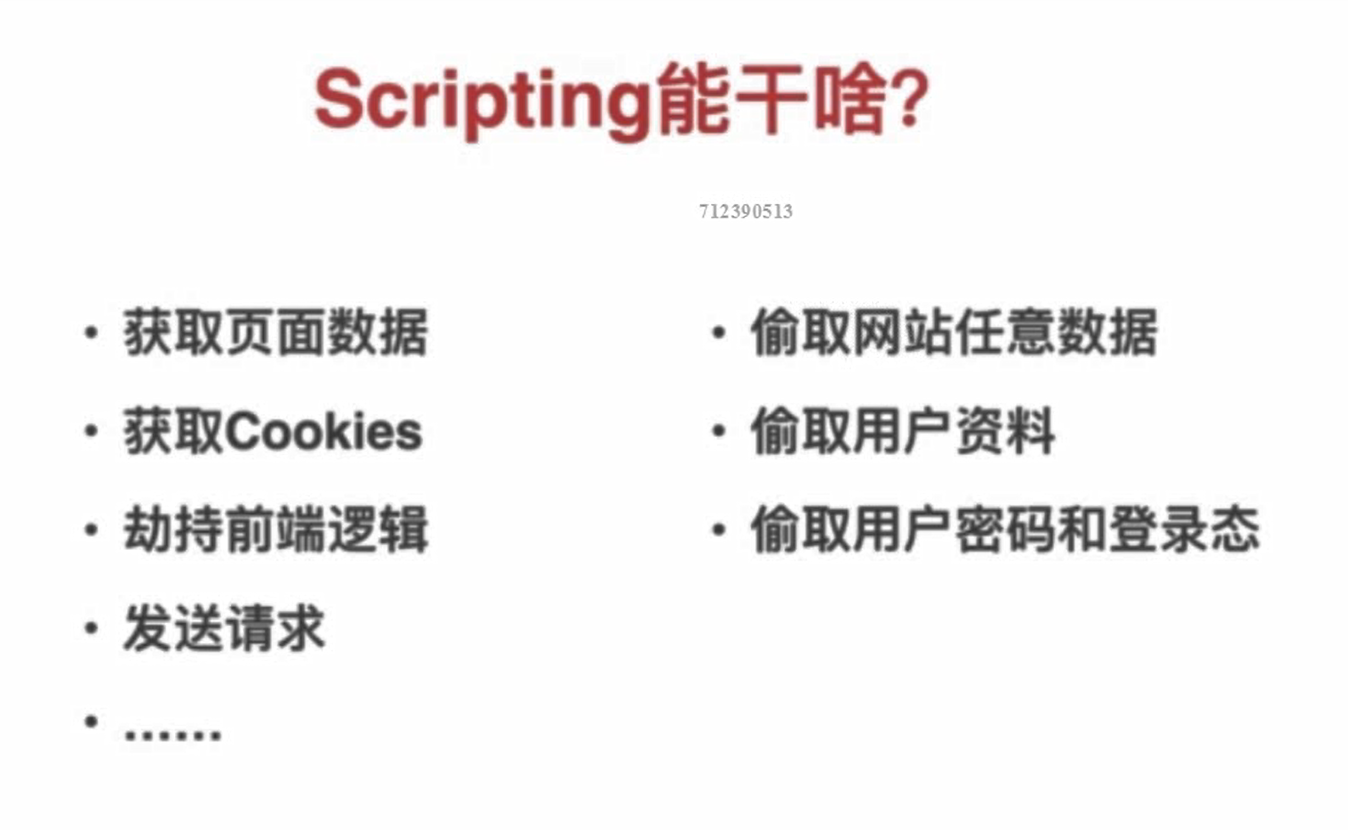 Scripting能干啥?
712390513
• 获取页面数据
• 获取Cookies
• 劫持前端逻辑
• 发送请求
• ……
• 偷取网站任意数据
• 偷取用户资料
• 偷取用户密码和登录态